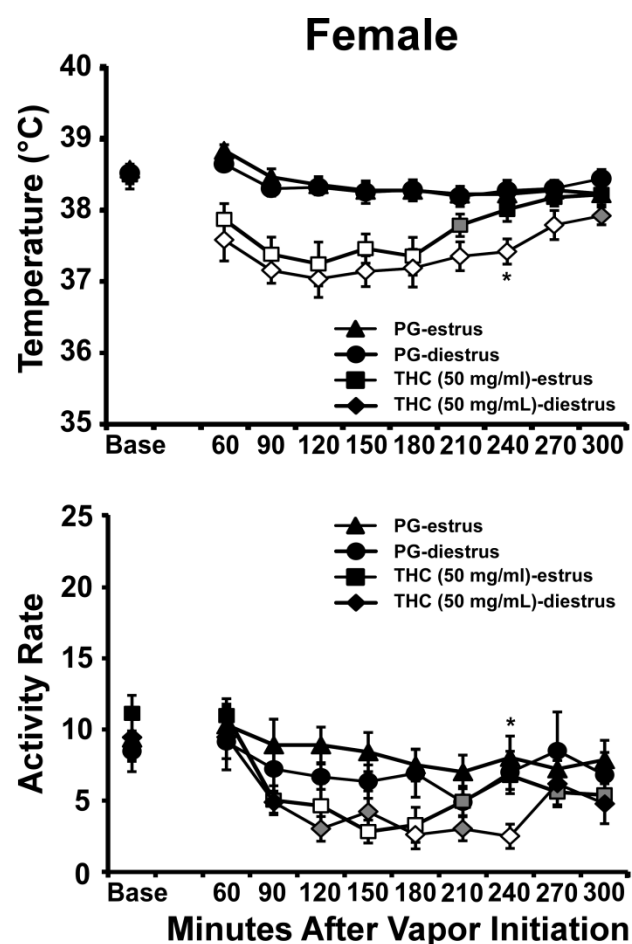 Female
40
39
38
37
36
35
Temperature (°C)
PG-estrus
PG-diestrus
THC (50 mg/ml)-estrus
THC (50 mg/mL)-diestrus
*
Base 60 90 120 150 180 210 240 270 300
25
20
15
10
5
0
Activity Rate
PG-estrus
PG-diestrus
THC (50 mg/ml)-estrus
THC (50 mg/mL)-diestrus
*
Base 60 90 120 150 180 210 240 270 300
Minutes After Vapor Initiation